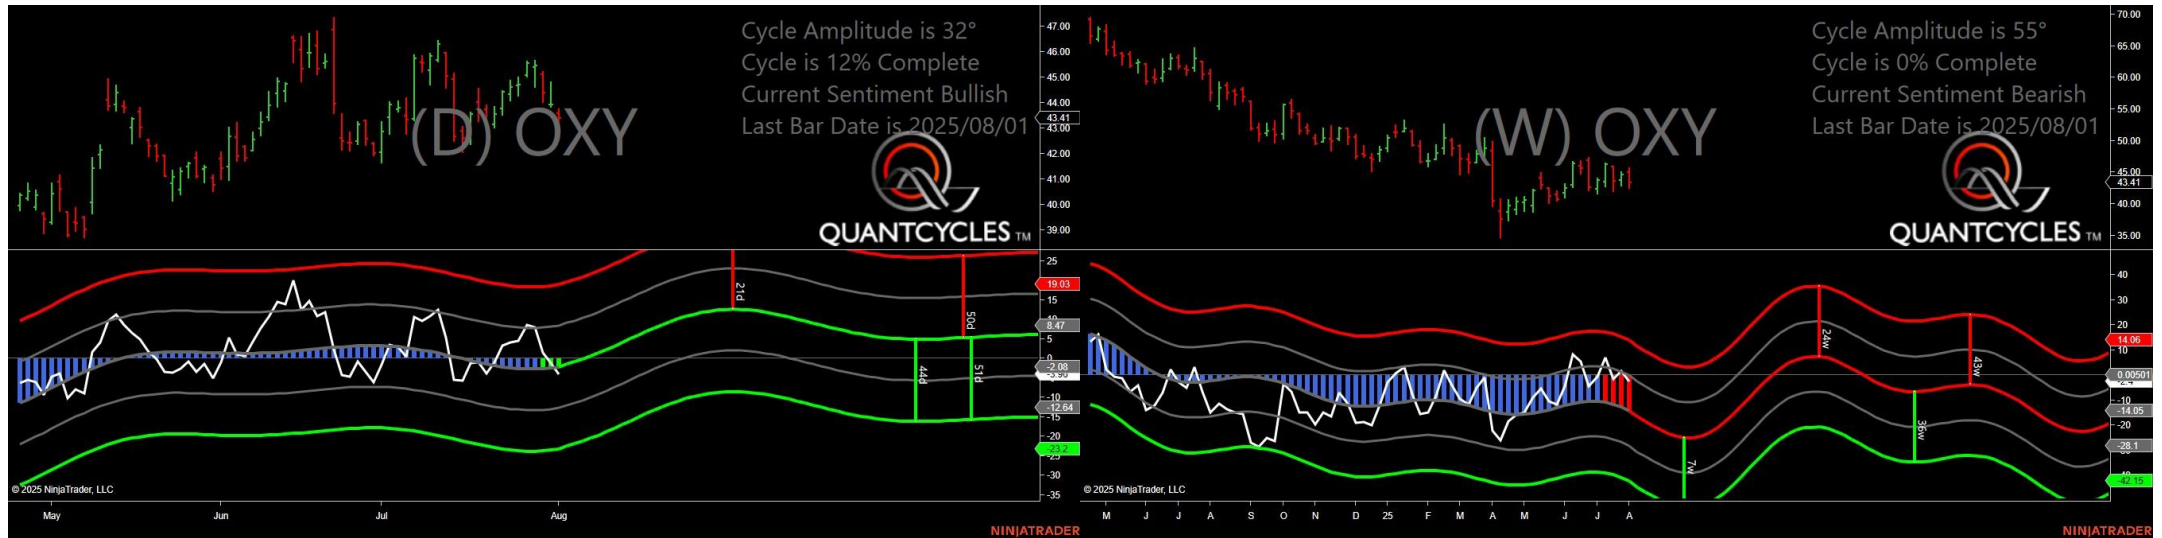 Cycle Amplitude is 32°
Cycle is 12% Complete
Current Sentiment Bullish
Last Bar Date is 2025/08/01
(D) OXY
QUANTCYCLES TM
47.00
46.00
45.00
44.00
43.41
43.00
42.00
41.00
40.00
39.00
25
19.03
15
8.47
5
0
-2.08
-10
-12.64
-15
-20
-23.2
-25
-30
-35
21d
50d
44d
51d
© 2025 NinjaTrader, LLC
May
Jun
Jul
Aug
NINJATRADER
Cycle Amplitude is 55°
Cycle is 0% Complete
Current Sentiment Bearish
Last Bar Date is 2025/08/01
(W) OXY
QUANTCYCLES TM
70.00
65.00
60.00
55.00
50.00
45.00
43.41
40.00
35.00
40
30
20
14.06
10
0.00501
-2.4
-10
-14.05
-20
-28.1
-42.15
24w
43w
36w
7w
© 2025 NinjaTrader, LLC
M J J A S O N D 25 F M A M J J A
NINJATRADER